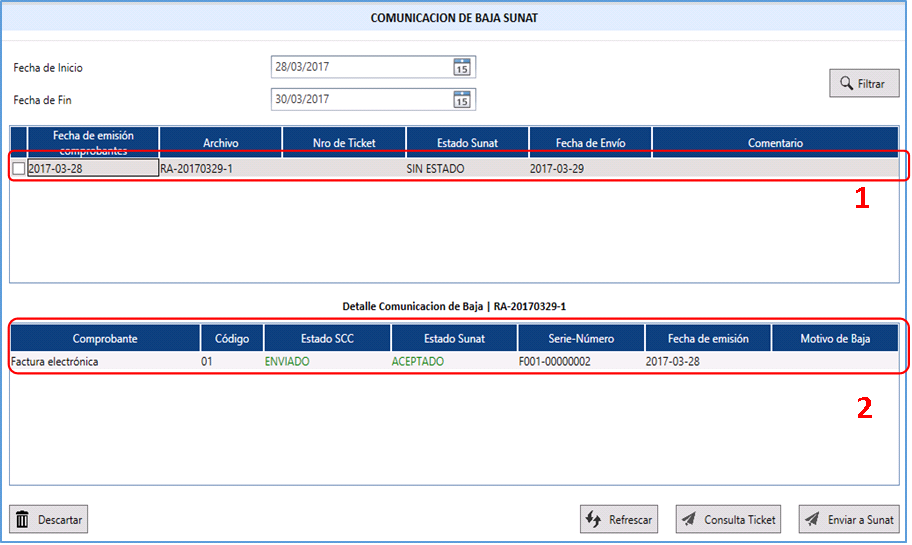 COMUNICACION DE BAJA SUNAT
Fecha de Inicio
28/03/2017
15
Fecha de Fin
30/03/2017
15
Filtrar
Fecha de emisión comprobantes
Archivo
Nro de Ticket
Estado Sunat
Fecha de Envío
Comentario
2017-03-28
RA-20170329-1
SIN ESTADO
2017-03-29
1
Detalle Comunicacion de Baja | RA-20170329-1
Comprobante
Código
Estado SCC
Estado Sunat
Serie-Número
Fecha de emisión
Motivo de Baja
Factura electrónica
01
ENVIADO
ACEPTADO
F001-00000002
2017-03-28
2
Descartar
Refrescar
Consulta Ticket
Enviar a Sunat